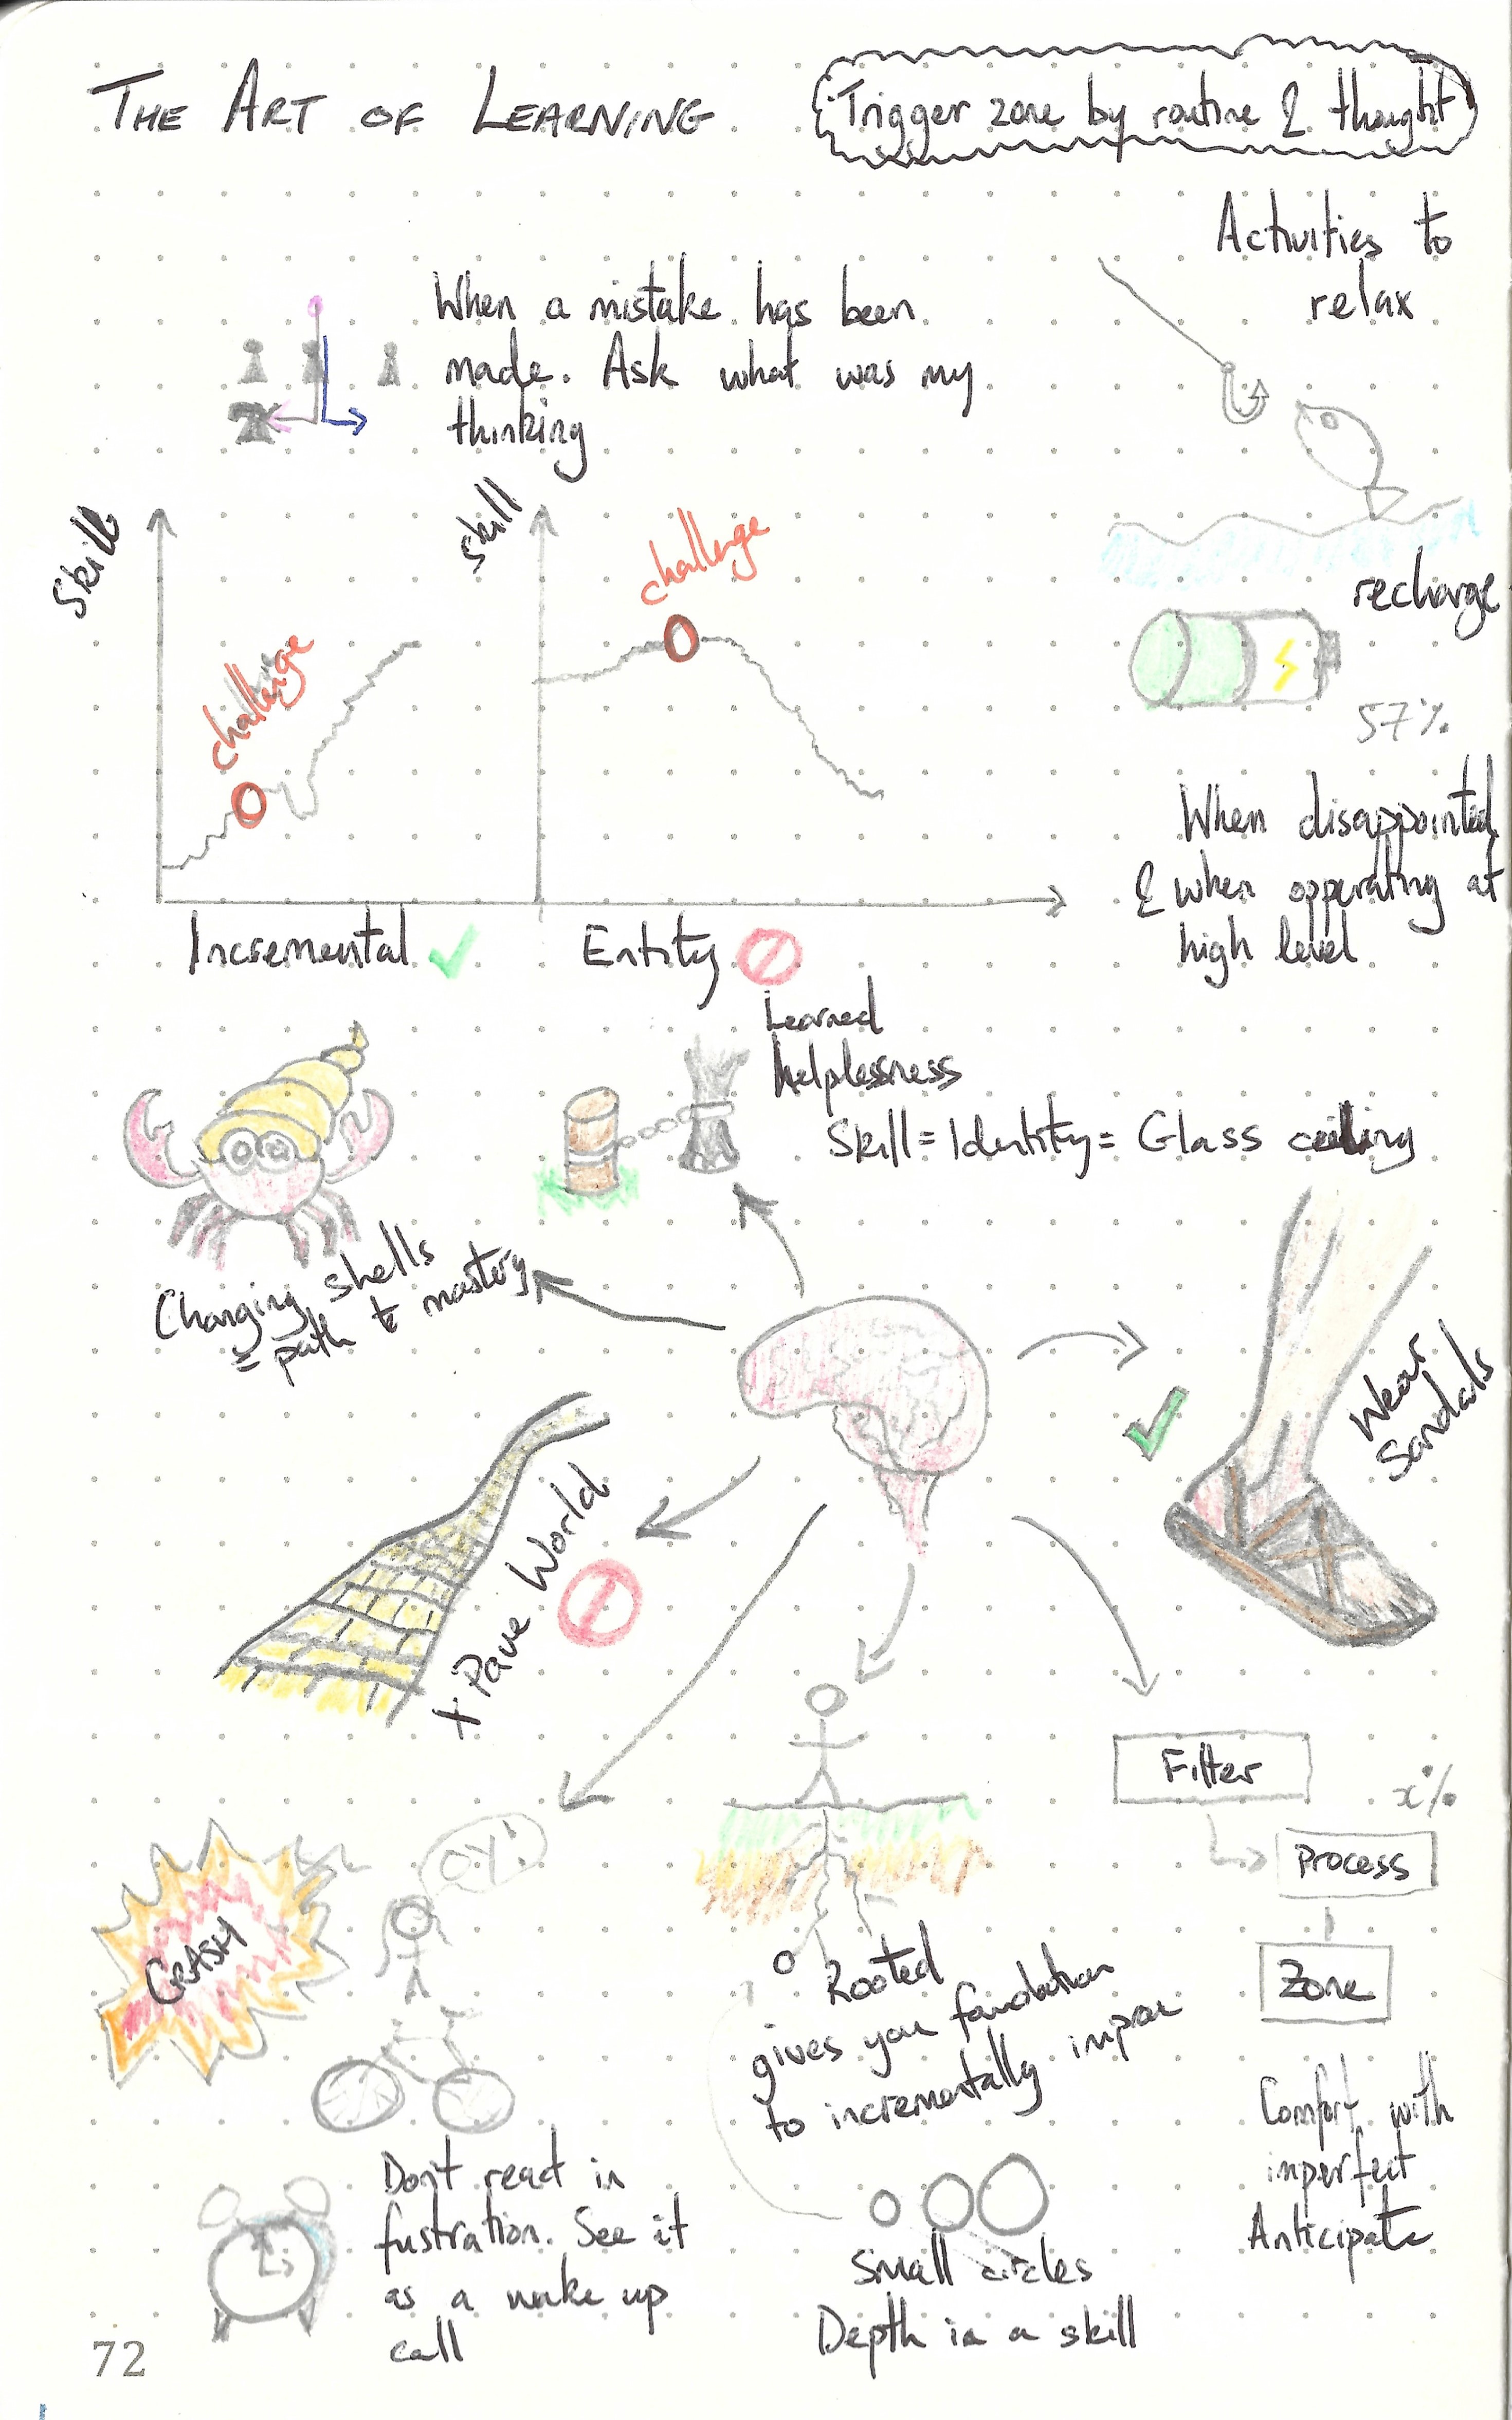 THE ART OF LEARNING
Trigger zone by routine & thought
Activities to
relax
When a mistake has been
made. Ask what was my
thinking
Skill
challenge
Skill
challenge
recharge
57%
When disappointed
& when opperating at
high level
Incremental
Entity
Learned
helplessness
Skill = Identity = Glass ceiling
Changing shells
= path to mastery
Wear
Sandals
X Pave World
Filter
x%
Process
Zone
OY!
CRASH
Rooted
gives you foundation
to incrementally
Comfort with
imperfect
Anticipate
Don't read in
fustration. See it
as a wake up
call
Small circles
Depth in a skill
72